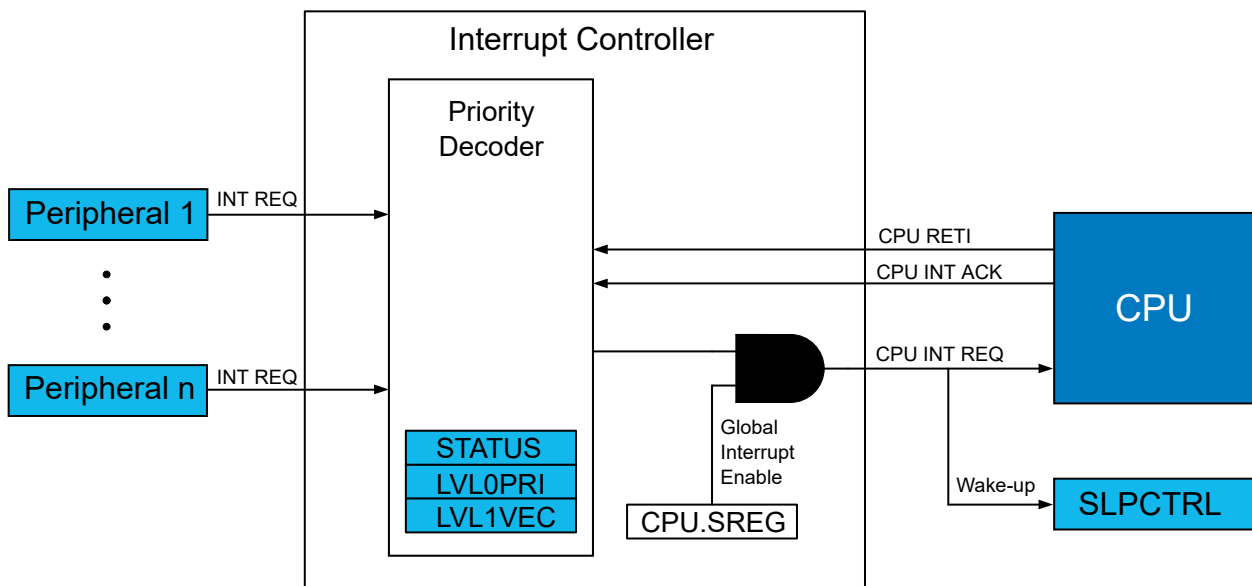 Interrupt Controller
Priority
Decoder
Peripheral 1
INT REQ
Peripheral n
INT REQ
STATUS
LVL0PRI
LVL1VEC
CPU RETI
CPU INT ACK
CPU INT REQ
CPU
Global
Interrupt
Enable
CPU.SREG
Wake-up
SLPCTRL